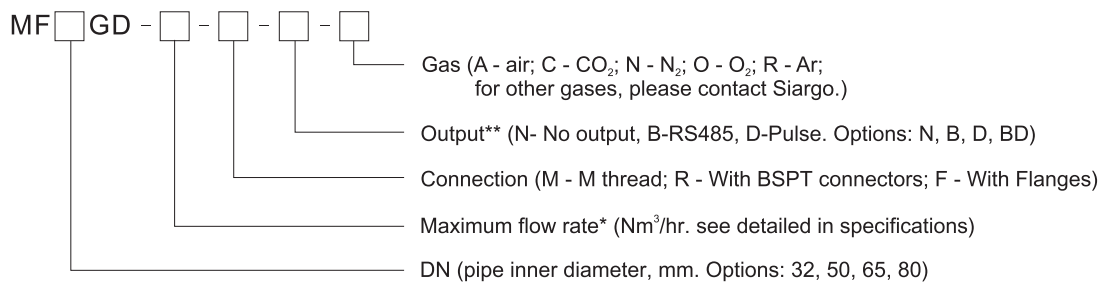 MF□GD - □ - □ - □ - □
Gas (A - air; C - CO₂; N - N₂; O - O₂; R - Ar;
for other gases, please contact Siargo.)
Output** (N- No output, B-RS485, D-Pulse. Options: N, B, D, BD)
Connection (M - M thread; R - With BSPT connectors; F - With Flanges)
Maximum flow rate* (Nm³/hr. see detailed in specifications)
DN (pipe inner diameter, mm. Options: 32, 50, 65, 80)